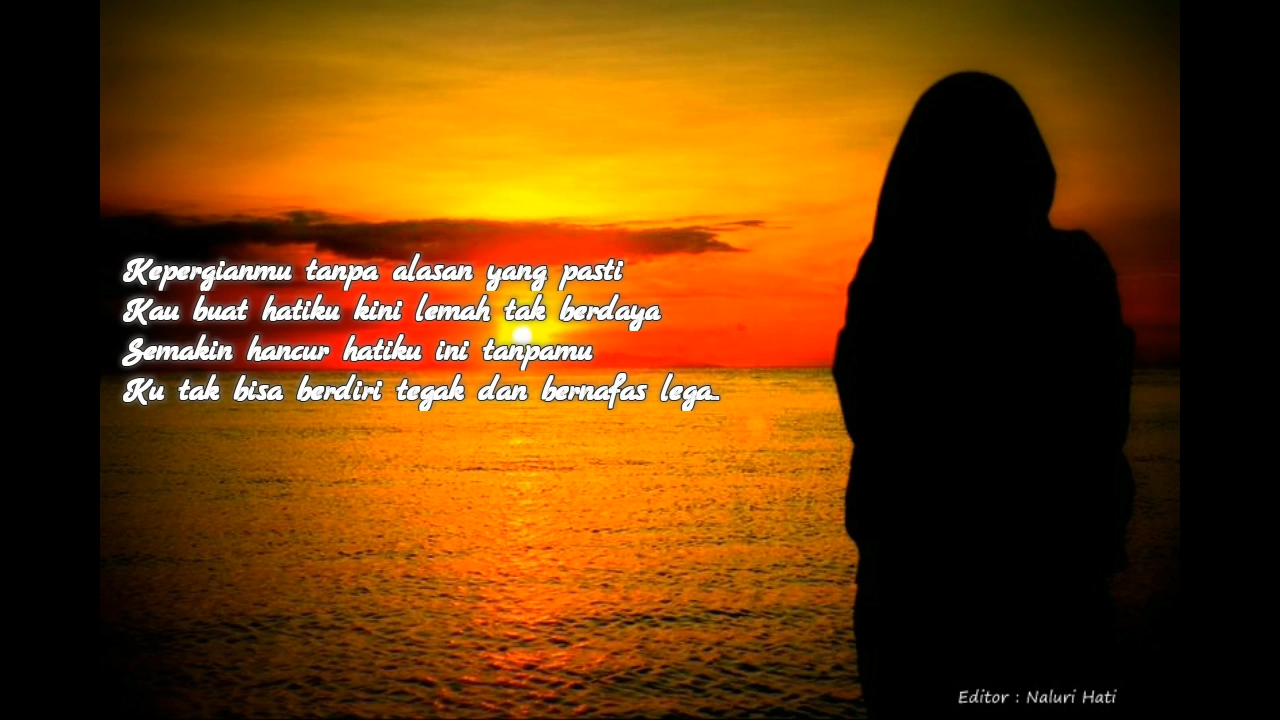 Kepergianmu tanpa alasan yang pasti
Kau buat hatiku kini lemah tak berdaya
Semakin hancur hatiku ini tanpamu
Ku tak bisa berdiri tegak dan bernafas lega..
Editor : Naluri Hati